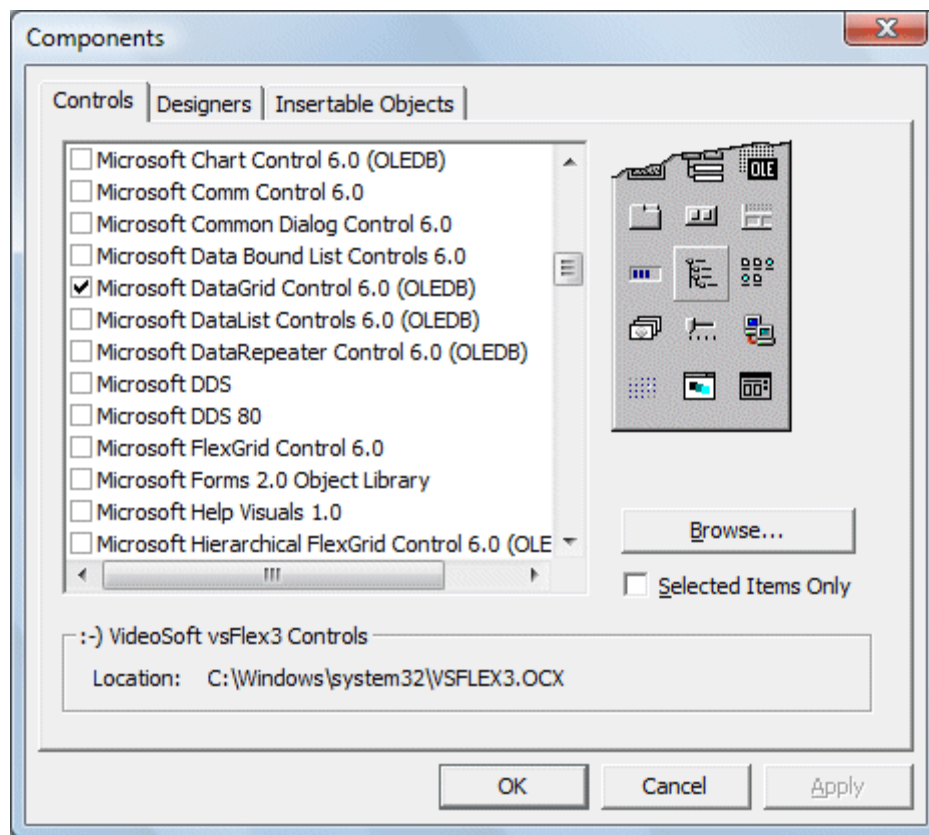 Components
Controls
Designers
Insertable Objects
Microsoft Chart Control 6.0 (OLEDB)
Microsoft Comm Control 6.0
Microsoft Common Dialog Control 6.0
Microsoft Data Bound List Controls 6.0
Microsoft DataGrid Control 6.0 (OLEDB)
Microsoft DataList Controls 6.0 (OLEDB)
Microsoft DataRepeater Control 6.0 (OLEDB)
Microsoft DDS
Microsoft DDS 80
Microsoft FlexGrid Control 6.0
Microsoft Forms 2.0 Object Library
Microsoft Help Visuals 1.0
Microsoft Hierarchical FlexGrid Control 6.0 (OLE
OLE
Browse...
Selected Items Only
:-) VideoSoft vsFlex3 Controls
Location: C:\Windows\system32\VSFLEX3.OCX
OK
Cancel
Apply